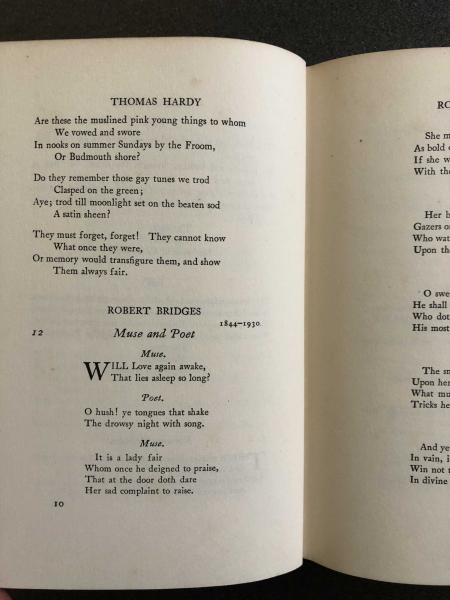 THOMAS HARDY
Are these the muslined pink young things to whom
We vowed and swore
In nooks on summer Sundays by the Froom,
Or Budmouth shore?
Do they remember those gay tunes we trod
Clasped on the green;
Aye; trod till moonlight set on the beaten sod
A satin sheen?
They must forget, forget! They cannot know
What once they were,
Or memory would transfigure them, and show
Them always fair.
ROBERT BRIDGES
1844–1930
12 Muse and Poet
Muse.
WILL Love again awake,
That lies asleep so long?
Poet.
O hush! ye tongues that shake
The drowsy night with song.
Muse.
It is a lady fair
Whom once he deigned to praise,
That at the door doth dare
Her sad complaint to raise.
10
RO
She m
As bold
If she w
With the
Her b
Gazers o
Who wat
Upon th
O swe
He shall
Who dot
His most
The sm
Upon her
What mu
Tricks he
And ye
In vain, i
Win not
In divine